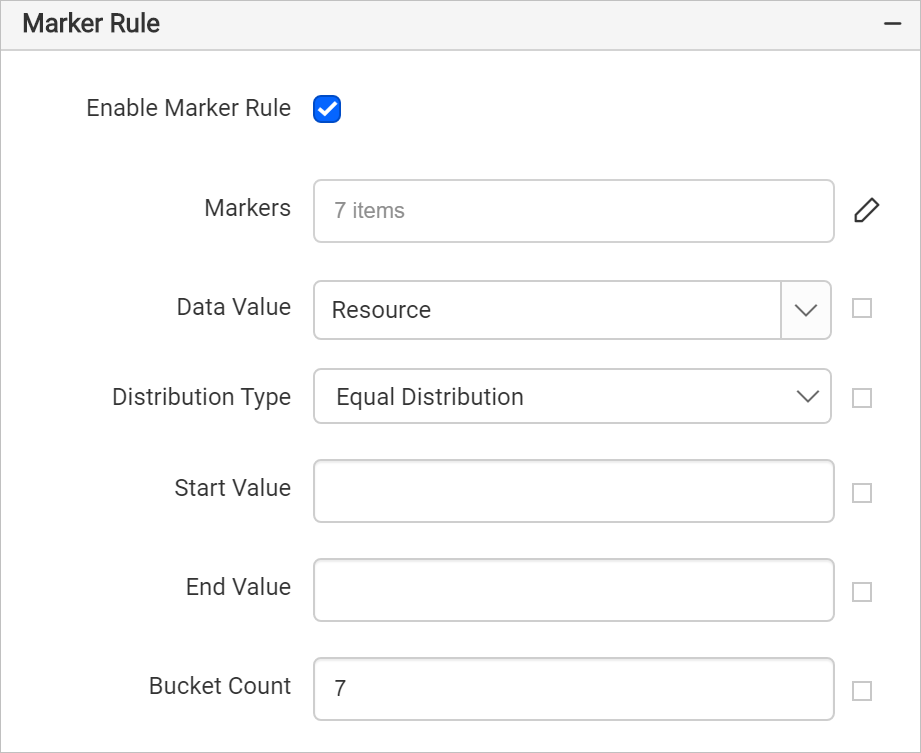 Marker Rule
Enable Marker Rule
Markers 7 items
Data Value Resource
Distribution Type Equal Distribution
Start Value
End Value
Bucket Count 7